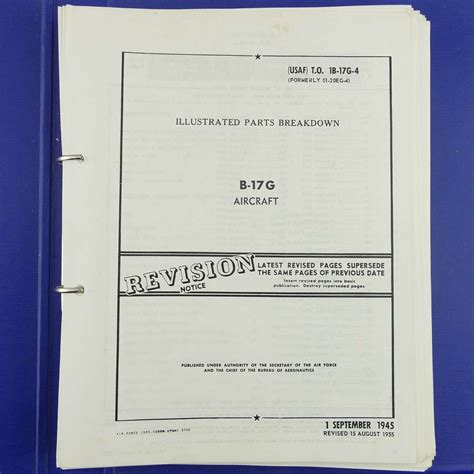 (USAF) T.O. 1B-17G-4
(FORMERLY 01-20EG-4)
ILLUSTRATED PARTS BREAKDOWN
B-17G
AIRCRAFT
REVISION
NOTICE
LATEST REVISED PAGES SUPERSEDE
THE SAME PAGES OF PREVIOUS DATE
Insert revised pages into basic
publication. Destroy superseded pages.
PUBLISHED UNDER AUTHORITY OF THE SECRETARY OF THE AIR FORCE
AND THE CHIEF OF THE BUREAU OF AERONAUTICS
1 SEPTEMBER 1945
REVISED 15 AUGUST 1955
AIR FORCE